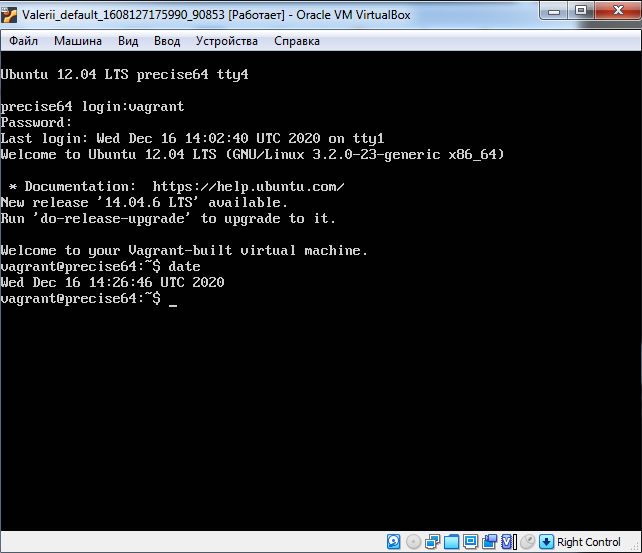 Valerii_default_1608127175990_90853 [Работает] - Oracle VM VirtualBox
Файл Машина Вид Ввод Устройства Справка
Ubuntu 12.04 LTS precise64 tty4
precise64 login:vagrant
Password:
Last login: Wed Dec 16 14:02:40 UTC 2020 on tty1
Welcome to Ubuntu 12.04 LTS (GNU/Linux 3.2.0-23-generic x86_64)
* Documentation:  https://help.ubuntu.com/
New release '14.04.6 LTS' available.
Run 'do-release-upgrade' to upgrade to it.
Welcome to your Vagrant-built virtual machine.
vagrant@precise64:~$ date
Wed Dec 16 14:26:46 UTC 2020
vagrant@precise64:~$ _
Right Control